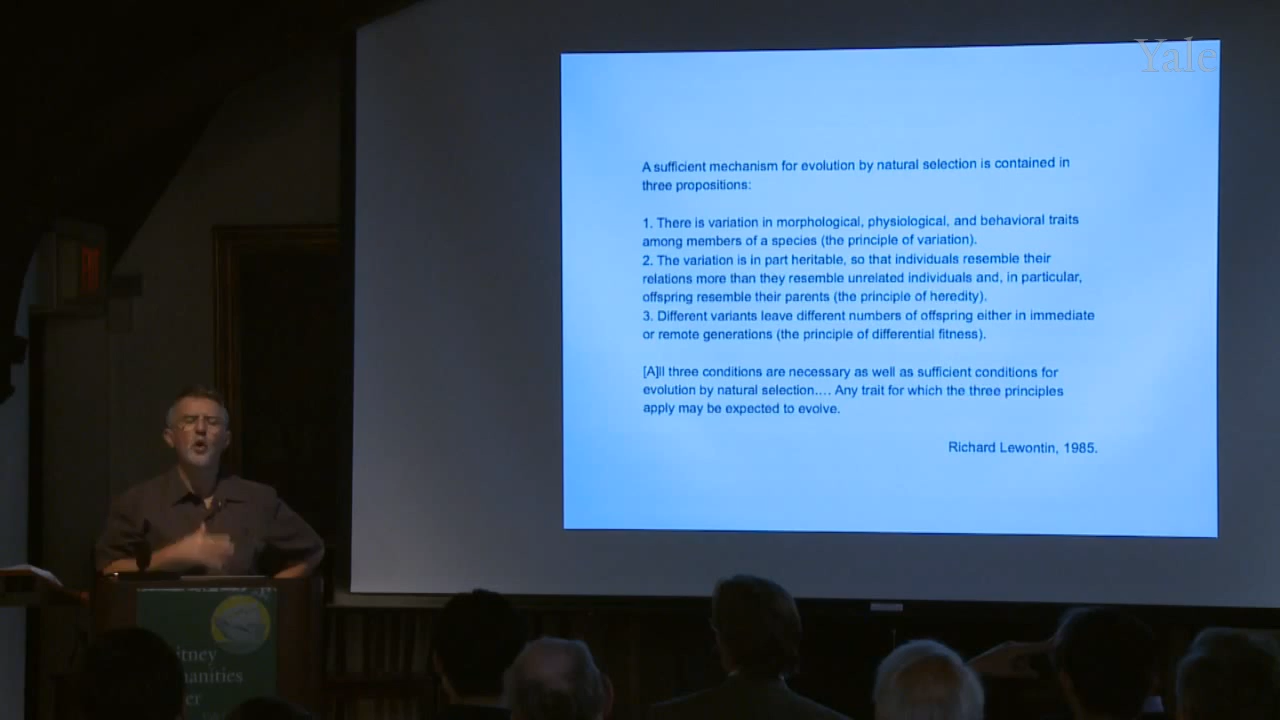 Yale
A sufficient mechanism for evolution by natural selection is contained in
three propositions:
1. There is variation in morphological, physiological, and behavioral traits
among members of a species (the principle of variation).
2. The variation is in part heritable, so that individuals resemble their
relations more than they resemble unrelated individuals and, in particular,
offspring resemble their parents (the principle of heredity).
3. Different variants leave different numbers of offspring either in immediate
or remote generations (the principle of differential fitness).
[A]ll three conditions are necessary as well as sufficient conditions for
evolution by natural selection.... Any trait for which the three principles
apply may be expected to evolve.
Richard Lewontin, 1985.
itney
anities
er